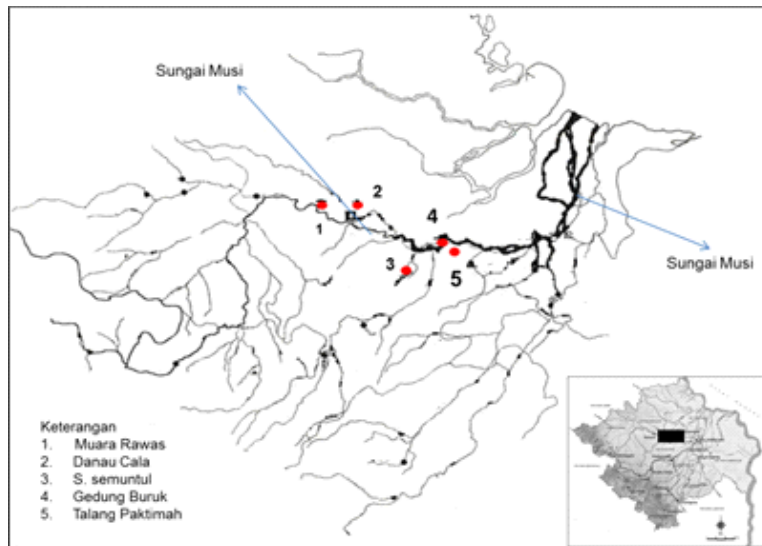 Sungai Musi
2
1
4
3
5
Sungai Musi
Keterangan
1. Muara Rawas
2. Danau Cala
3. S. semuntul
4. Gedung Buruk
5. Talang Paktimah